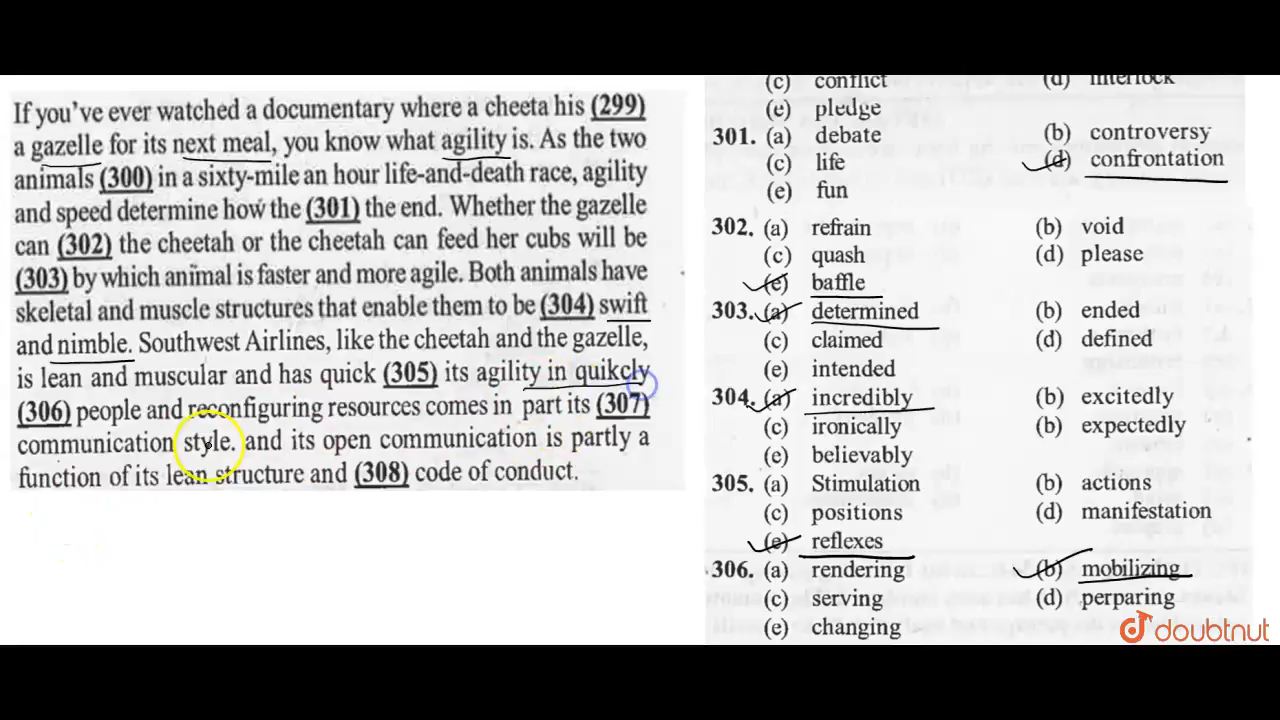 If you've ever watched a documentary where a cheeta his (299)
a gazelle for its next meal, you know what agility is. As the two
animals (300) in a sixty-mile an hour life-and-death race, agility
and speed determine how the (301) the end. Whether the gazelle
can (302) the cheetah or the cheetah can feed her cubs will be
(303) by which animal is faster and more agile. Both animals have
skeletal and muscle structures that enable them to be (304) swift
and nimble. Southwest Airlines, like the cheetah and the gazelle,
is lean and muscular and has quick (305) its agility in quikcly
(306) people and reconfiguring resources comes in part its (307)
communication style. and its open communication is partly a
function of its lean structure and (308) code of conduct.
(c) conflict (d) interlock
(e) pledge
301. (a) debate (b) controversy
(c) life (d) confrontation
(e) fun
302. (a) refrain (b) void
(c) quash (d) please
(e) baffle
303. (a) determined (b) ended
(c) claimed (d) defined
(e) intended
304. (a) incredibly (b) excitedly
(c) ironically (b) expectedly
(e) believably
305. (a) Stimulation (b) actions
(c) positions (d) manifestation
(e) reflexes
306. (a) rendering (b) mobilizing
(c) serving (d) perparing
(e) changing
doubtnut